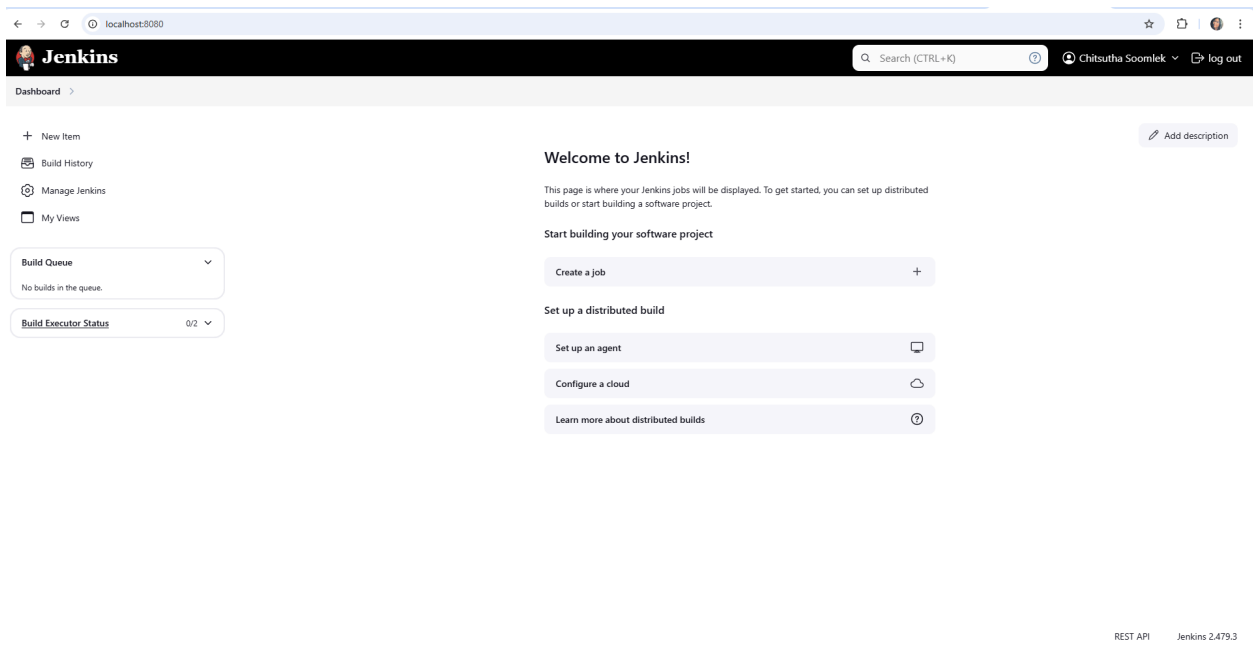 localhost:8080
Jenkins
Search (CTRL+K)
Chitsutha Soomlek
log out
Dashboard
New Item
Build History
Manage Jenkins
My Views
Build Queue
No builds in the queue.
Build Executor Status 0/2
Add description
Welcome to Jenkins!
This page is where your Jenkins jobs will be displayed. To get started, you can set up distributed
builds or start building a software project.
Start building your software project
Create a job
Set up a distributed build
Set up an agent
Configure a cloud
Learn more about distributed builds
REST API
Jenkins 2.479.3